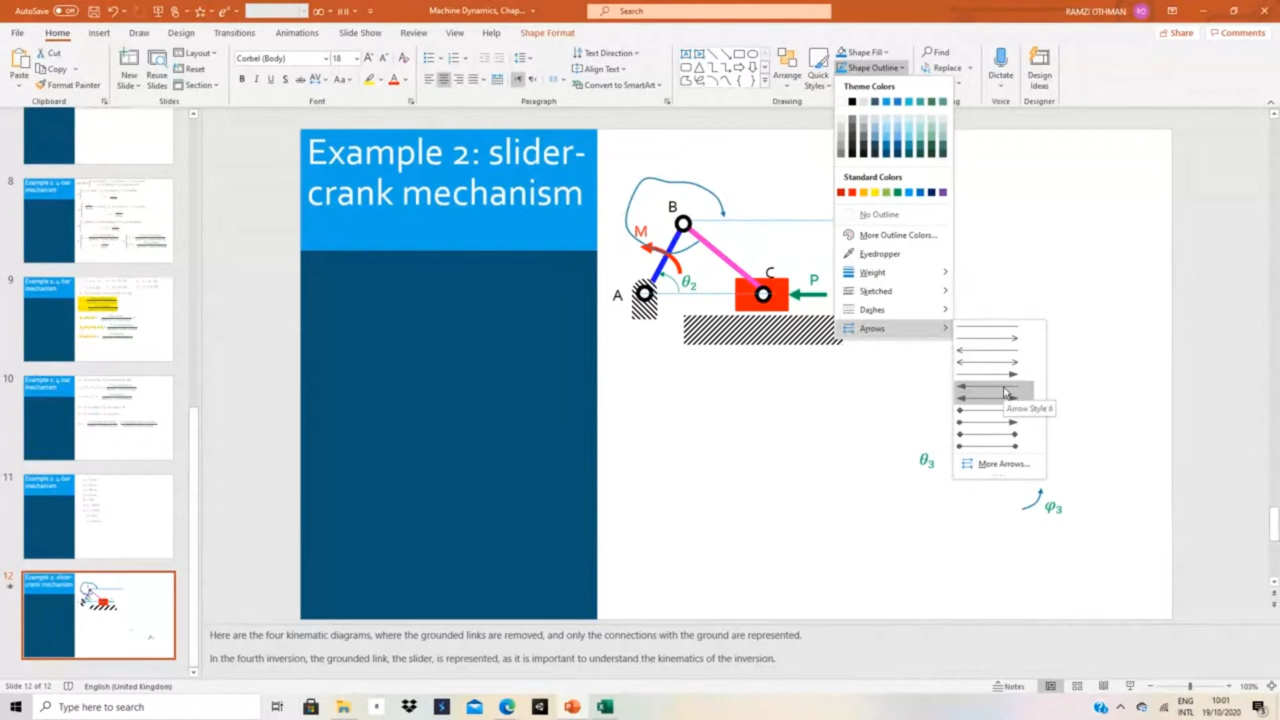 AutoSave
Off
Machine Dynamics, Chap...
Search
RAMZI OTHMAN
RO
File
Home
Insert
Draw
Design
Transitions
Animations
Slide Show
Review
View
Help
Shape Format
Share
Comments
Paste
Cut
Copy
Format Painter
Clipboard
New
Slide
Reuse
Slides
Layout
Reset
Section
Slides
Corbel (Body)
18
Font
Paragraph
Text Direction
Align Text
Convert to SmartArt
Arrange
Quick
Styles
Drawing
Shape Fill
Shape Outline
Find
Replace
Dictate
Voice
Design
Ideas
Designer
Theme Colors
Standard Colors
No Outline
More Outline Colors...
Eyedropper
Weight
Sketched
Dashes
Arrows
Arrow Style 6
More Arrows...
8
9
10
11
12
Example 2: slider-
crank mechanism
B
M
θ₂
A
C
P
θ₃
φ₃
Here are the four kinematic diagrams, where the grounded links are removed, and only the connections with the ground are represented.
In the fourth inversion, the grounded link, the slider, is represented, as it is important to understand the kinematics of the inversion.
Slide 12 of 12
English (United Kingdom)
Notes
103%
Type here to search
ENG
INTL
10:01
19/10/2020